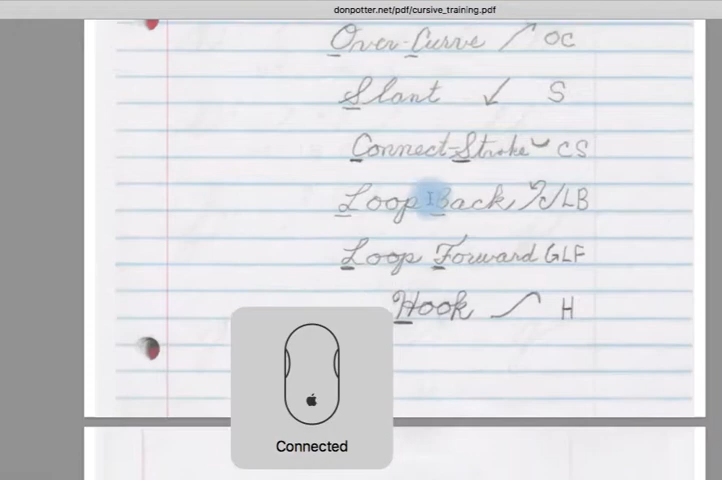 donpotter.net/pdf/cursive_training.pdf
Over-Curve OC
Slant S
Connect-Stroke CS
Loop Back LB
Loop Forward LF
Hook H
Connected